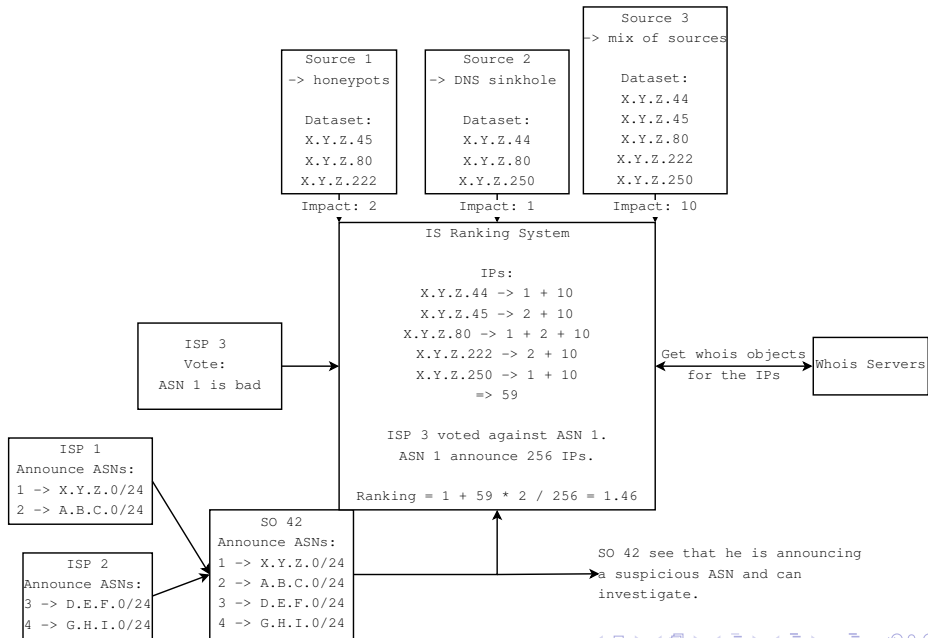 Source 1
-> honeypots
Dataset:
X.Y.Z.45
X.Y.Z.80
X.Y.Z.222
Impact: 2
Source 2
-> DNS sinkhole
Dataset:
X.Y.Z.44
X.Y.Z.80
X.Y.Z.250
Impact: 1
Source 3
-> mix of sources
Dataset:
X.Y.Z.44
X.Y.Z.45
X.Y.Z.80
X.Y.Z.222
X.Y.Z.250
Impact: 10
IS Ranking System
IPs:
X.Y.Z.44 -> 1 + 10
X.Y.Z.45 -> 2 + 10
X.Y.Z.80 -> 1 + 2 + 10
X.Y.Z.222 -> 2 + 10
X.Y.Z.250 -> 1 + 10
=> 59
ISP 3 voted against ASN 1.
ASN 1 announce 256 IPs.
Ranking = 1 + 59 * 2 / 256 = 1.46
ISP 3
Vote:
ASN 1 is bad
Get whois objects
for the IPs
Whois Servers
ISP 1
Announce ASNs:
1 -> X.Y.Z.0/24
2 -> A.B.C.0/24
ISP 2
Announce ASNs:
3 -> D.E.F.0/24
4 -> G.H.I.0/24
SO 42
Announce ASNs:
1 -> X.Y.Z.0/24
2 -> A.B.C.0/24
3 -> D.E.F.0/24
4 -> G.H.I.0/24
SO 42 see that he is announcing
a suspicious ASN and can
investigate.